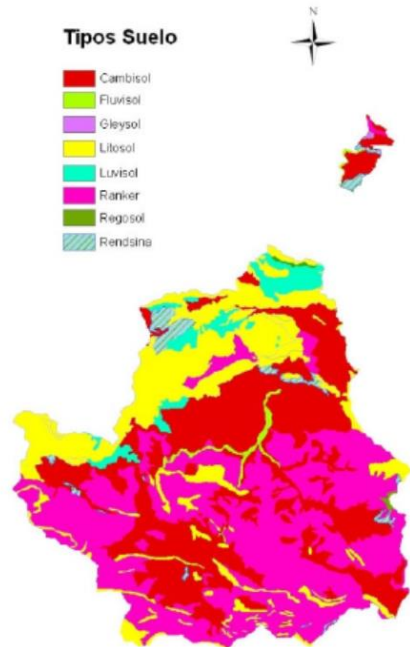 N
Tipos Suelo
Cambisol
Fluvisol
Gleysol
Litosol
Luvisol
Ranker
Regosol
Rendsina